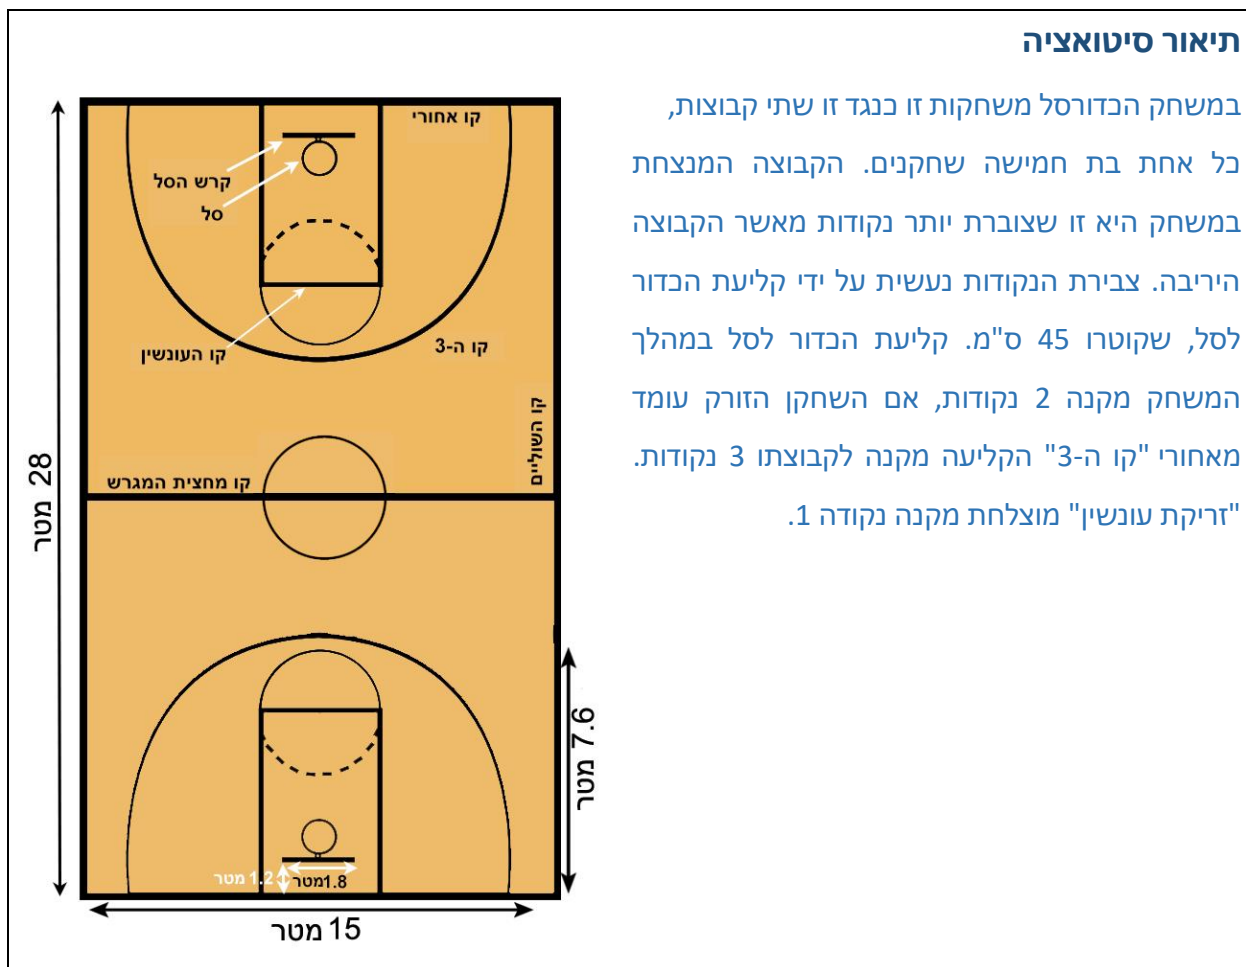 תיאור סיטואציה
במשחק הכדורסל משחקות זו כנגד זו שתי קבוצות,
כל אחת בת חמישה שחקנים. הקבוצה המנצחת
במשחק היא זו שצוברת יותר נקודות מאשר הקבוצה
היריבה. צבירת הנקודות נעשית על ידי קליעת הכדור
לסל, שקוטרו 45 ס"מ. קליעת הכדור לסל במהלך
המשחק מקנה 2 נקודות, אם השחקן הזורק עומד
מאחורי "קו ה-3" הקליעה מקנה לקבוצתו 3 נקודות.
"זריקת עונשין" מוצלחת מקנה נקודה 1.
קו אחורי
קרש הסל
סל
קו ה-3
קו העונשין
קו השוליים
קו מחצית המגרש
28 מטר
7.6 מטר
1.2 מטר
1.8מטר
15 מטר